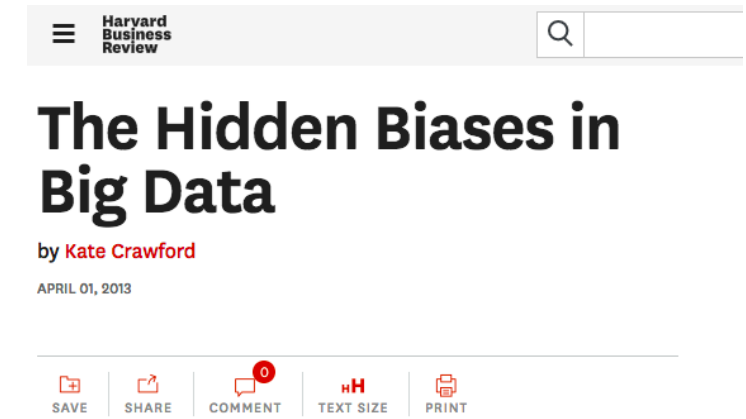 Harvard
Business
Review
The Hidden Biases in
Big Data
by Kate Crawford
APRIL 01, 2013
0
HH
SAVE SHARE COMMENT TEXT SIZE PRINT